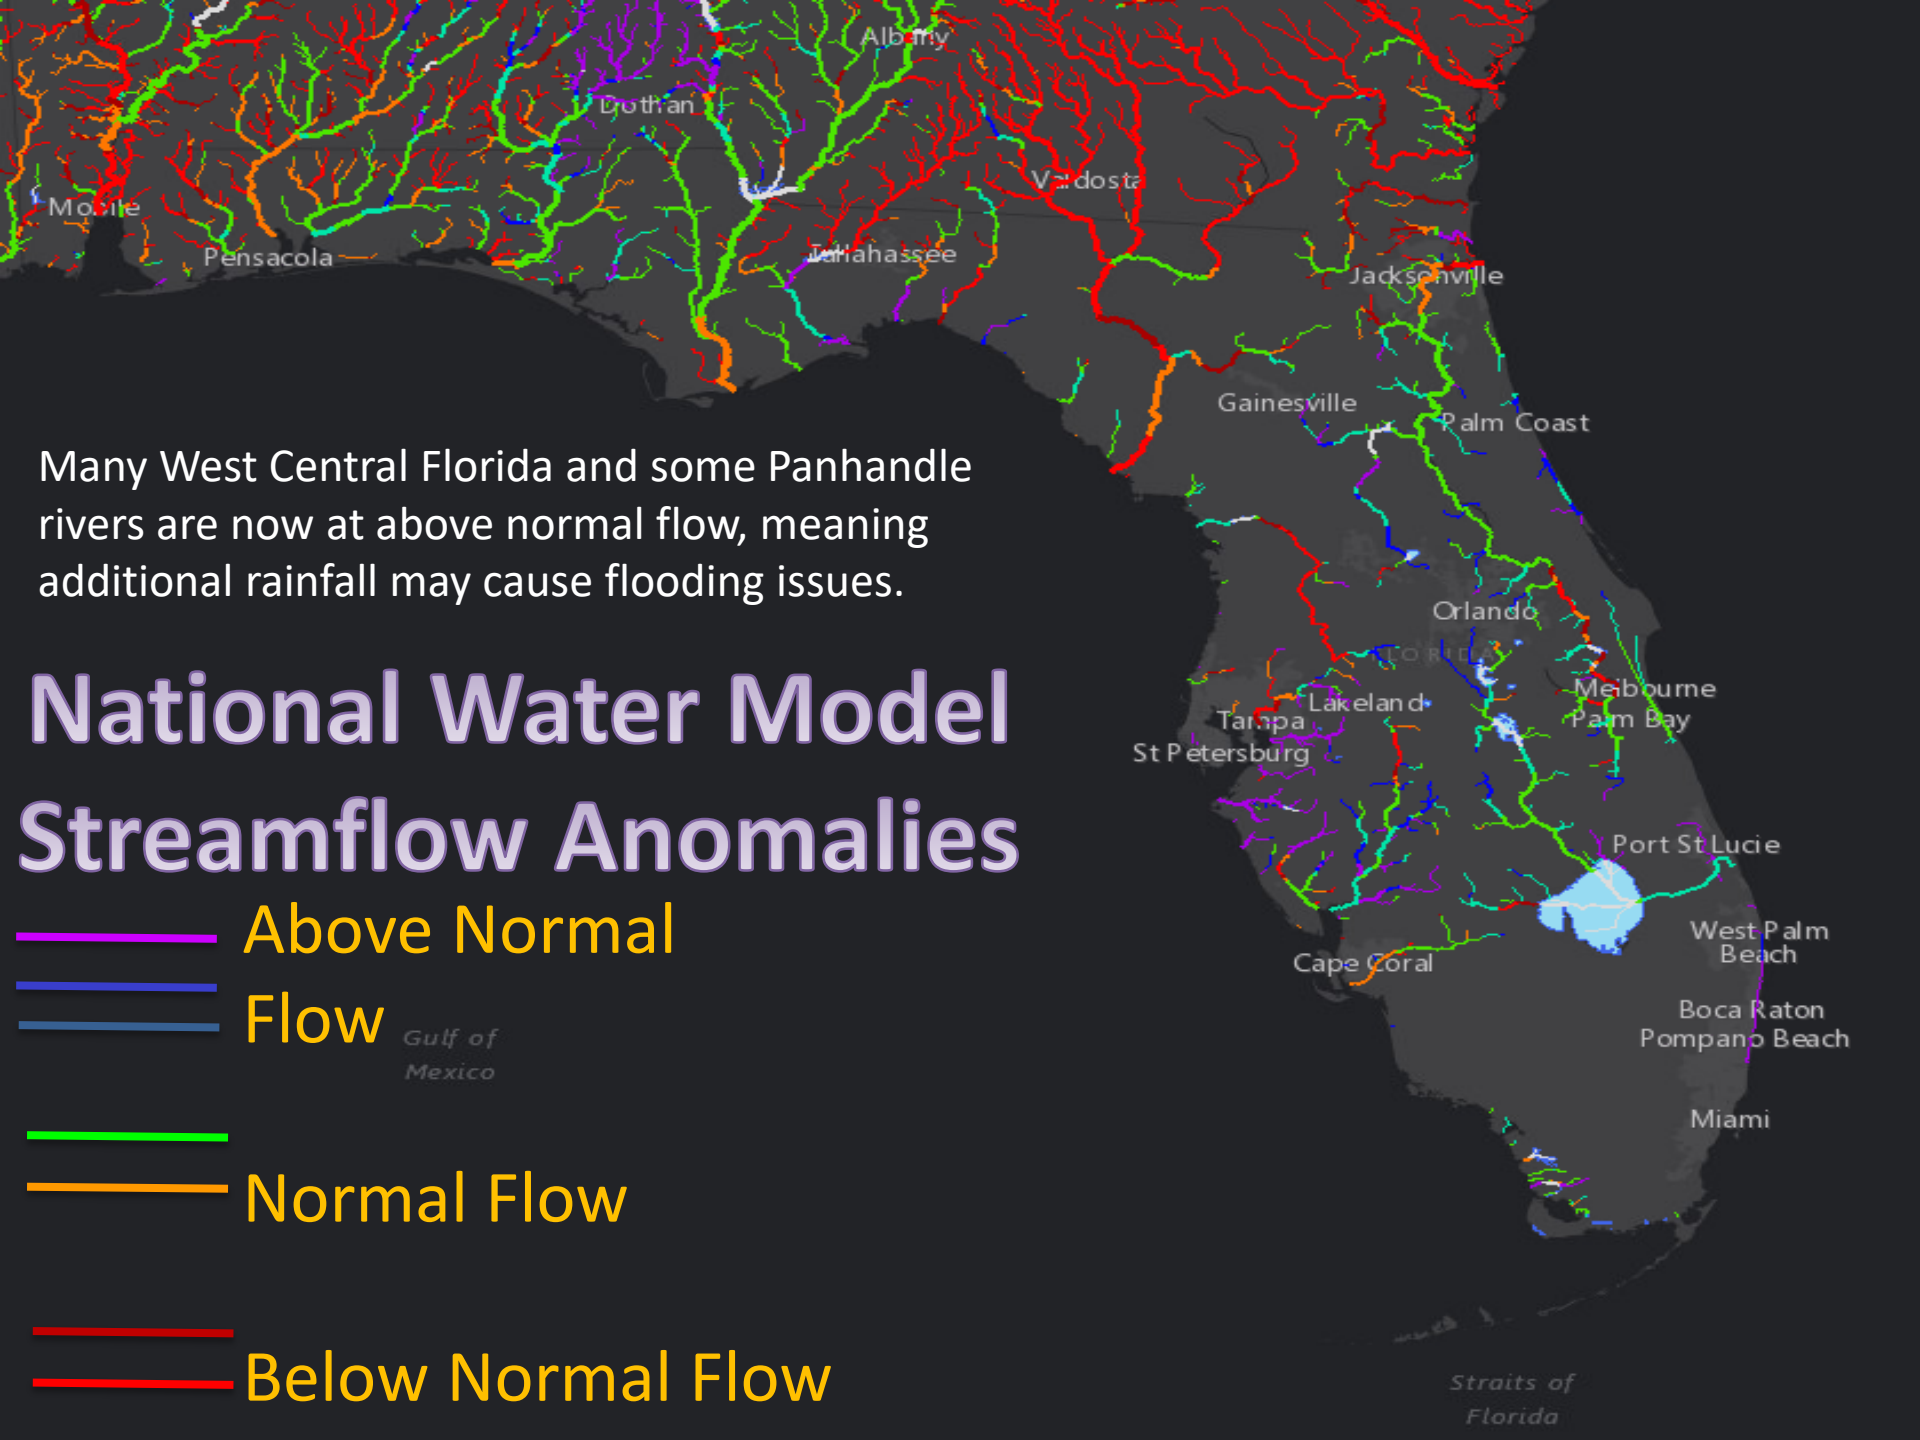 Albany
Dothan
Valdosta
Mobile
Pensacola
Tallahassee
Jacksonville
Gainesville
Palm Coast
Many West Central Florida and some Panhandle
rivers are now at above normal flow, meaning
additional rainfall may cause flooding issues.
Orlando
FLORIDA
National Water Model
Melbourne
Lakeland
Palm Bay
Tampa
St Petersburg
Streamflow Anomalies
Port St Lucie
Above Normal
Flow
West Palm
Beach
Cape Coral
Boca Raton
Gulf of
Mexico
Pompano Beach
Miami
Normal Flow
Below Normal Flow
Straits of
Florida